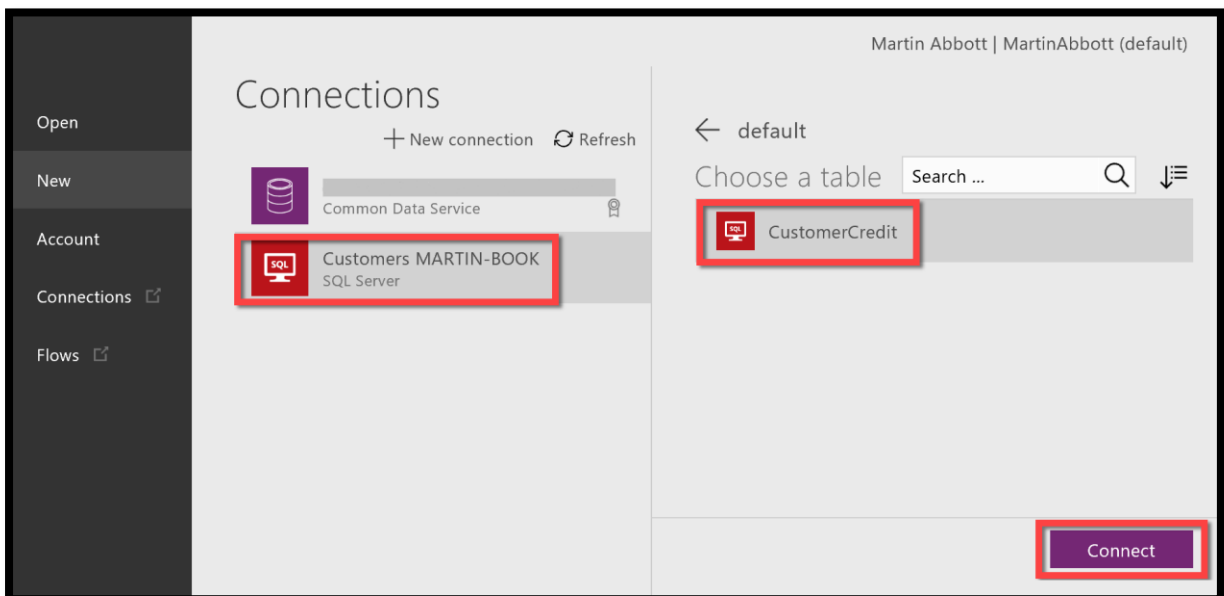 Martin Abbott | MartinAbbott (default)
Open
New
Account
Connections
Flows
Connections
New connection Refresh
Common Data Service
SQL
Customers MARTIN-BOOK
SQL Server
default
Choose a table Search ...
SQL
CustomerCredit
Connect